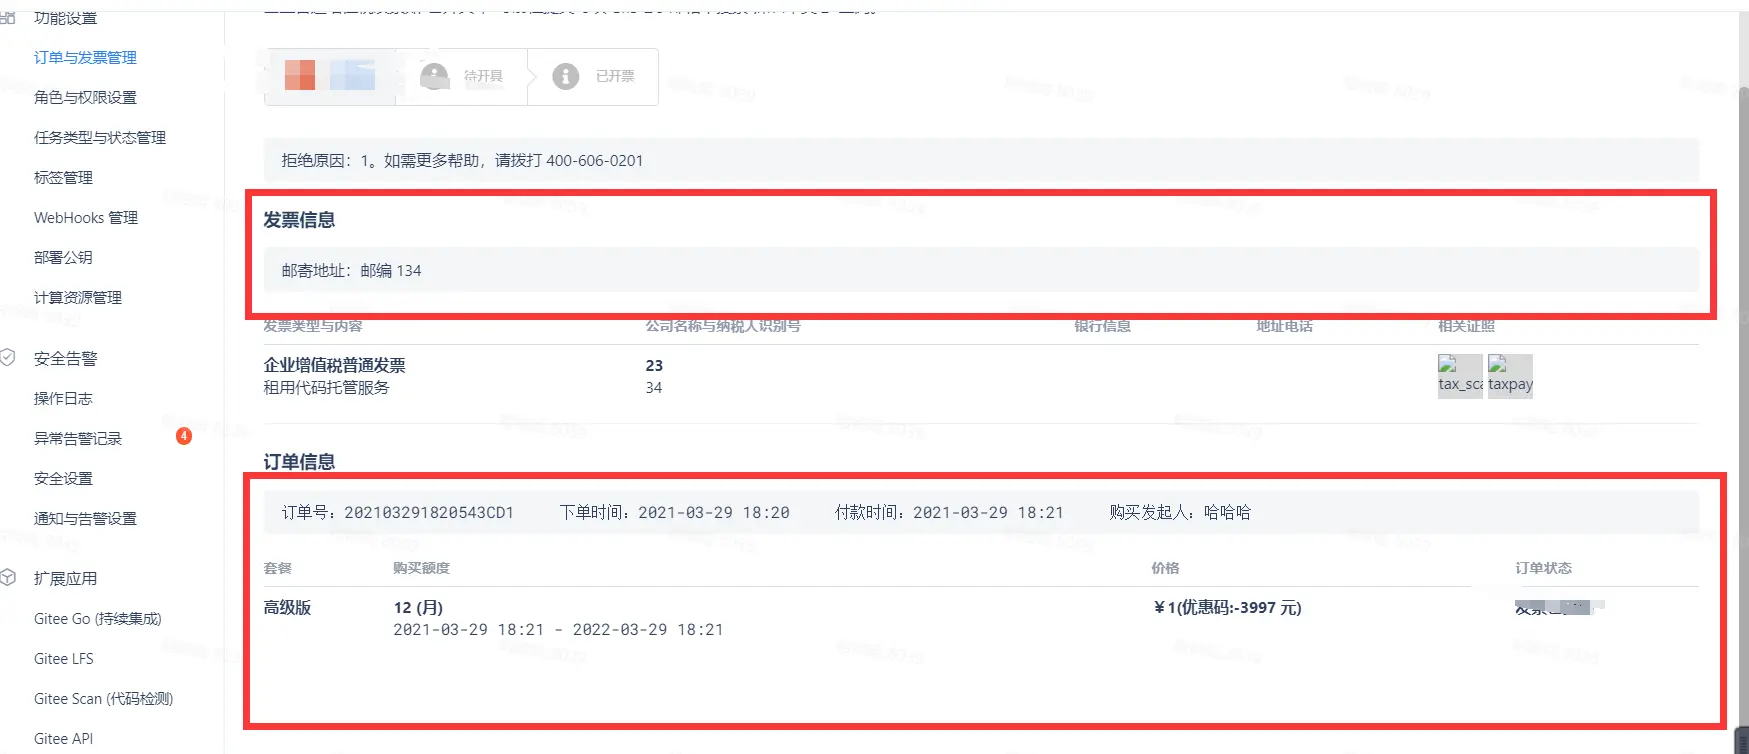 功能设置
订单与发票管理
角色与权限设置
任务类型与状态管理
标签管理
WebHooks 管理
部署公钥
计算资源管理
安全告警
操作日志
异常告警记录 4
安全设置
通知与告警设置
扩展应用
Gitee Go (持续集成)
Gitee LFS
Gitee Scan (代码检测)
Gitee API
待开具 已开票
拒绝原因：1。如需更多帮助，请拨打 400-606-0201
发票信息
邮寄地址：邮编 134
发票类型与内容 公司名称与纳税人识别号 银行信息 地址电话 相关证照
企业增值税普通发票 23
租用代码托管服务 34
tax_sca taxpay
订单信息
订单号：202103291820543CD1 下单时间：2021-03-29 18:20 付款时间：2021-03-29 18:21 购买发起人：哈哈哈
套餐 购买额度 价格 订单状态
高级版 12 (月) ￥1(优惠码:-3997 元)
2021-03-29 18:21 - 2022-03-29 18:21